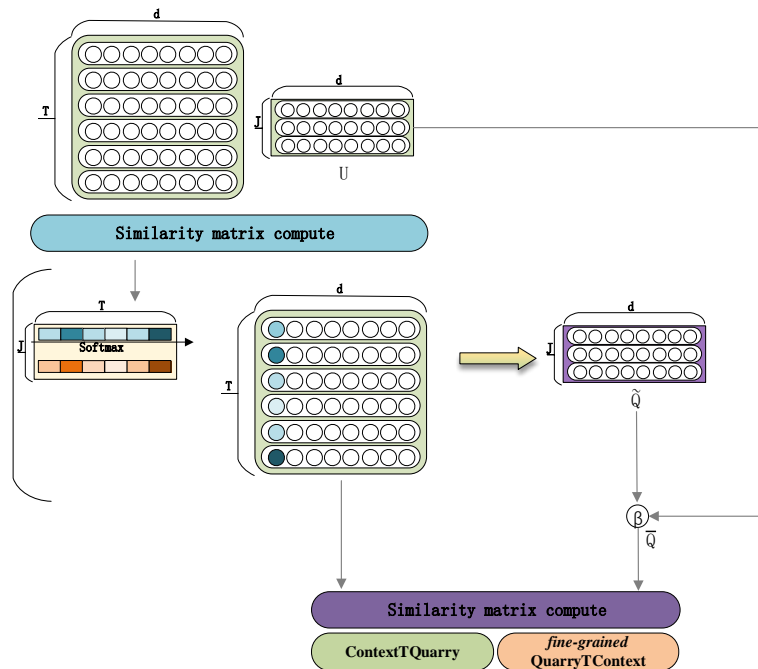 d
T
d
J
U
Similarity matrix compute
T
J
Softmax
d
T
d
J
Q̃
β
Q̅
Similarity matrix compute
ContextTQuarry
fine-grained
QuarryTContext